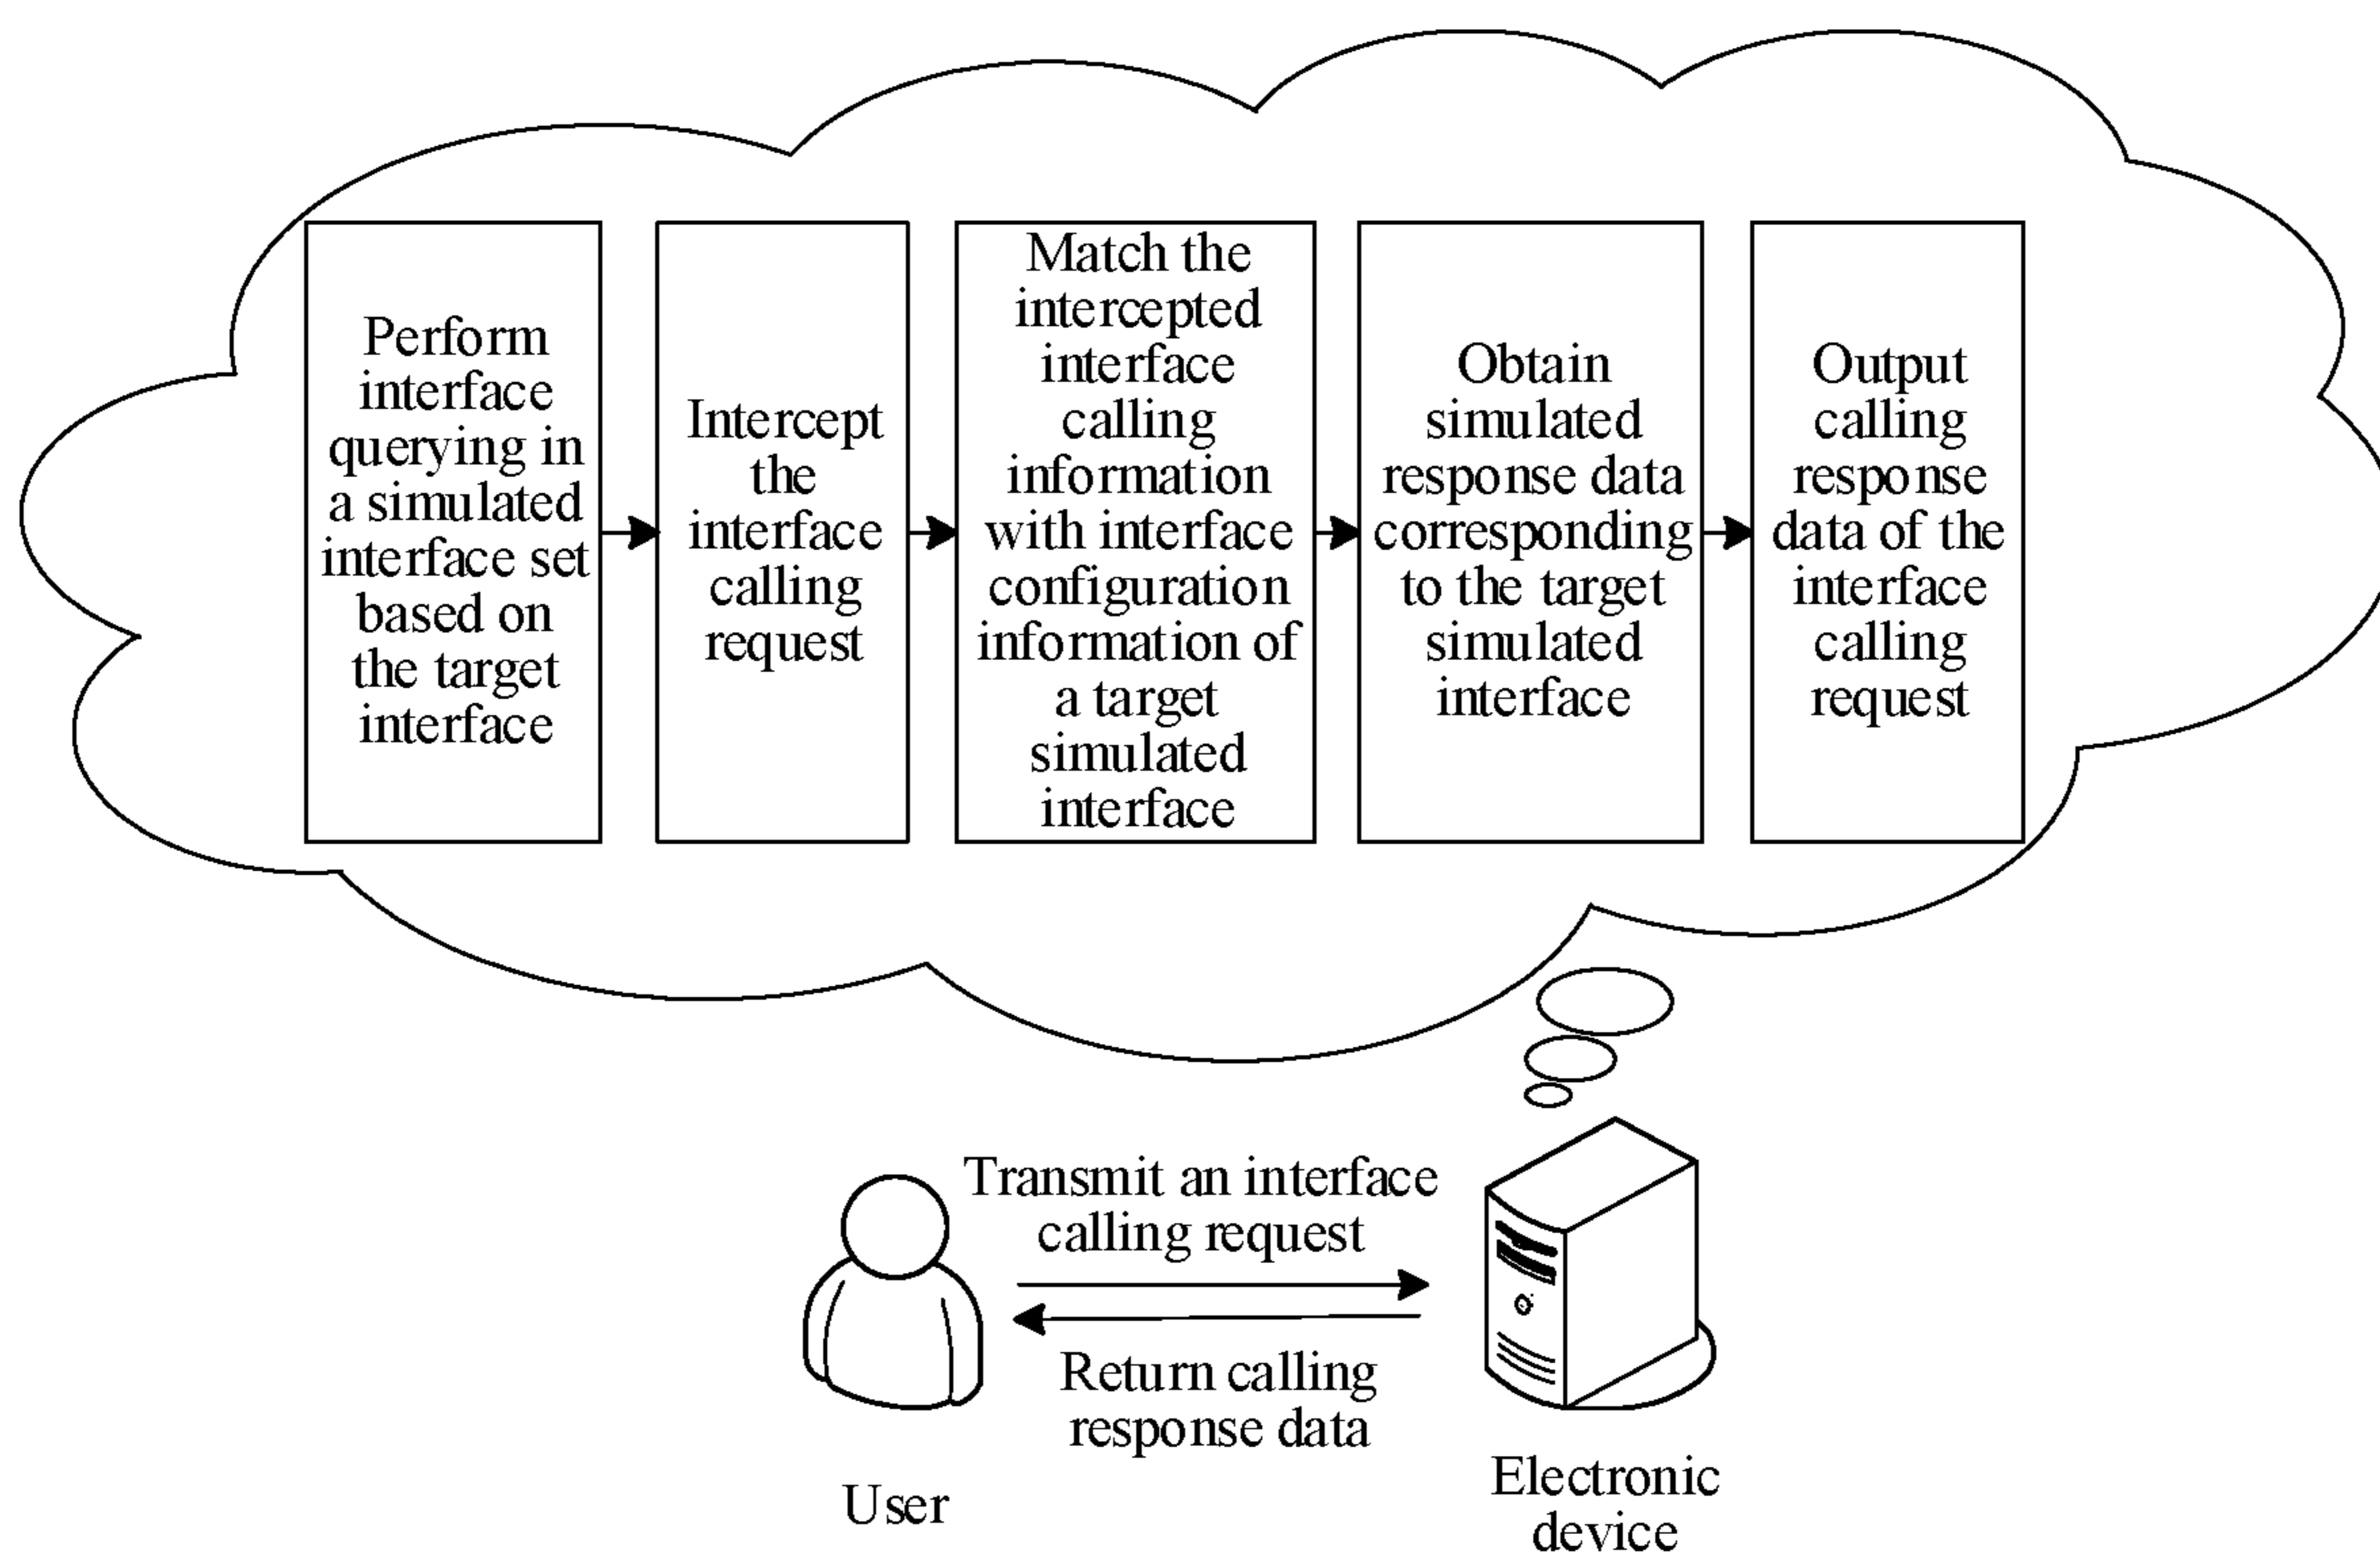 Perform
interface
querying in
a simulated
interface set
based on
the target
interface
Intercept
the
interface
calling
request
Match the
intercepted
interface
calling
information
with interface
configuration
information of
a target
simulated
interface
Obtain
simulated
response data
corresponding
to the target
simulated
interface
Output
calling
response
data of the
interface
calling
request
Transmit an interface
calling request
Return calling
response data
User
Electronic
device